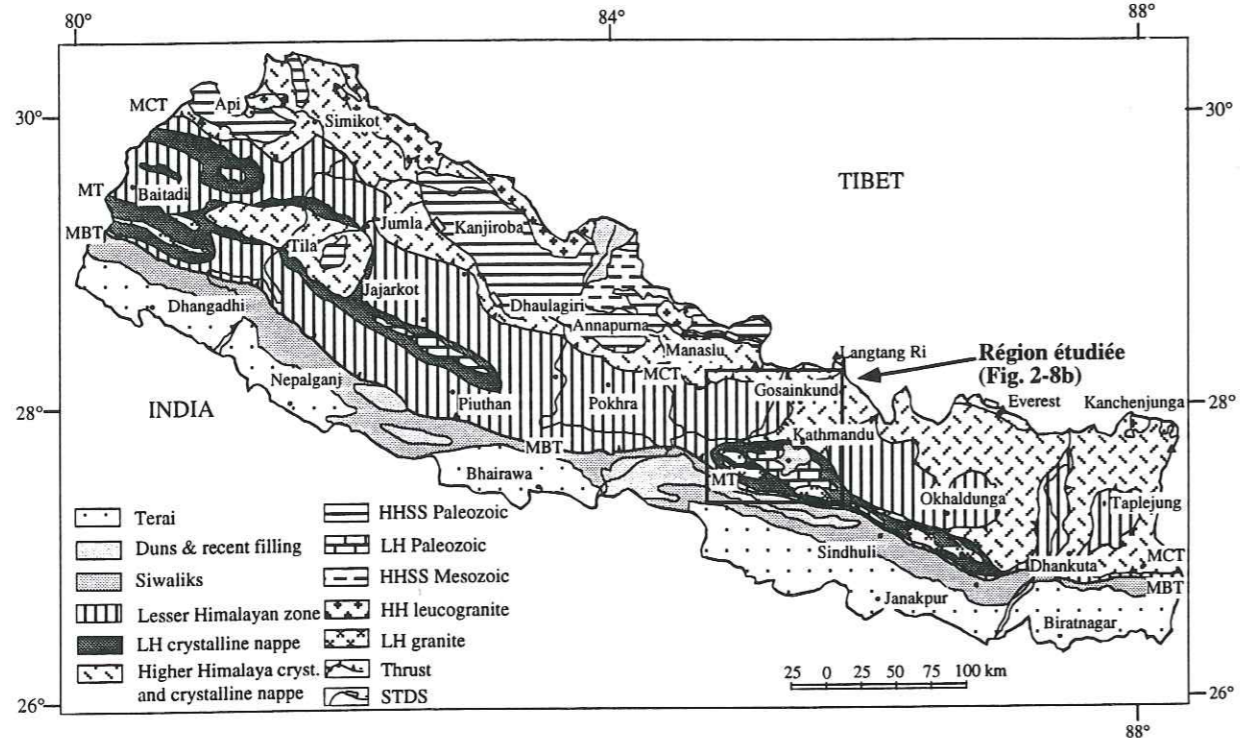 80°
84°
88°
30°
30°
MCT
Api
Simikot
TIBET
MT
Baitadi
MBT
Jumla
Kanjiroba
Tila
Jajarkot
Dhangadhi
Dhaulagiri
Annapurna
Manaslu
Langtang Ri
Région étudiée
(Fig. 2-8b)
MCT
Gosainkund
Everest
Kanchenjunga
28°
28°
Nepalganj
INDIA
Piuthan
Pokhra
Kathmandu
MBT
MT
Bhairawa
Okhaldunga
Taplejung
Sindhuli
Dhankuta
MCT
MBT
Janakpur
Biratnagar
Terai
Duns & recent filling
Siwaliks
Lesser Himalayan zone
LH crystalline nappe
Higher Himalaya cryst.
and crystalline nappe
HHSS Paleozoic
LH Paleozoic
HHSS Mesozoic
HH leucogranite
LH granite
Thrust
STDS
25 0 25 50 75 100 km
26°
26°
88°